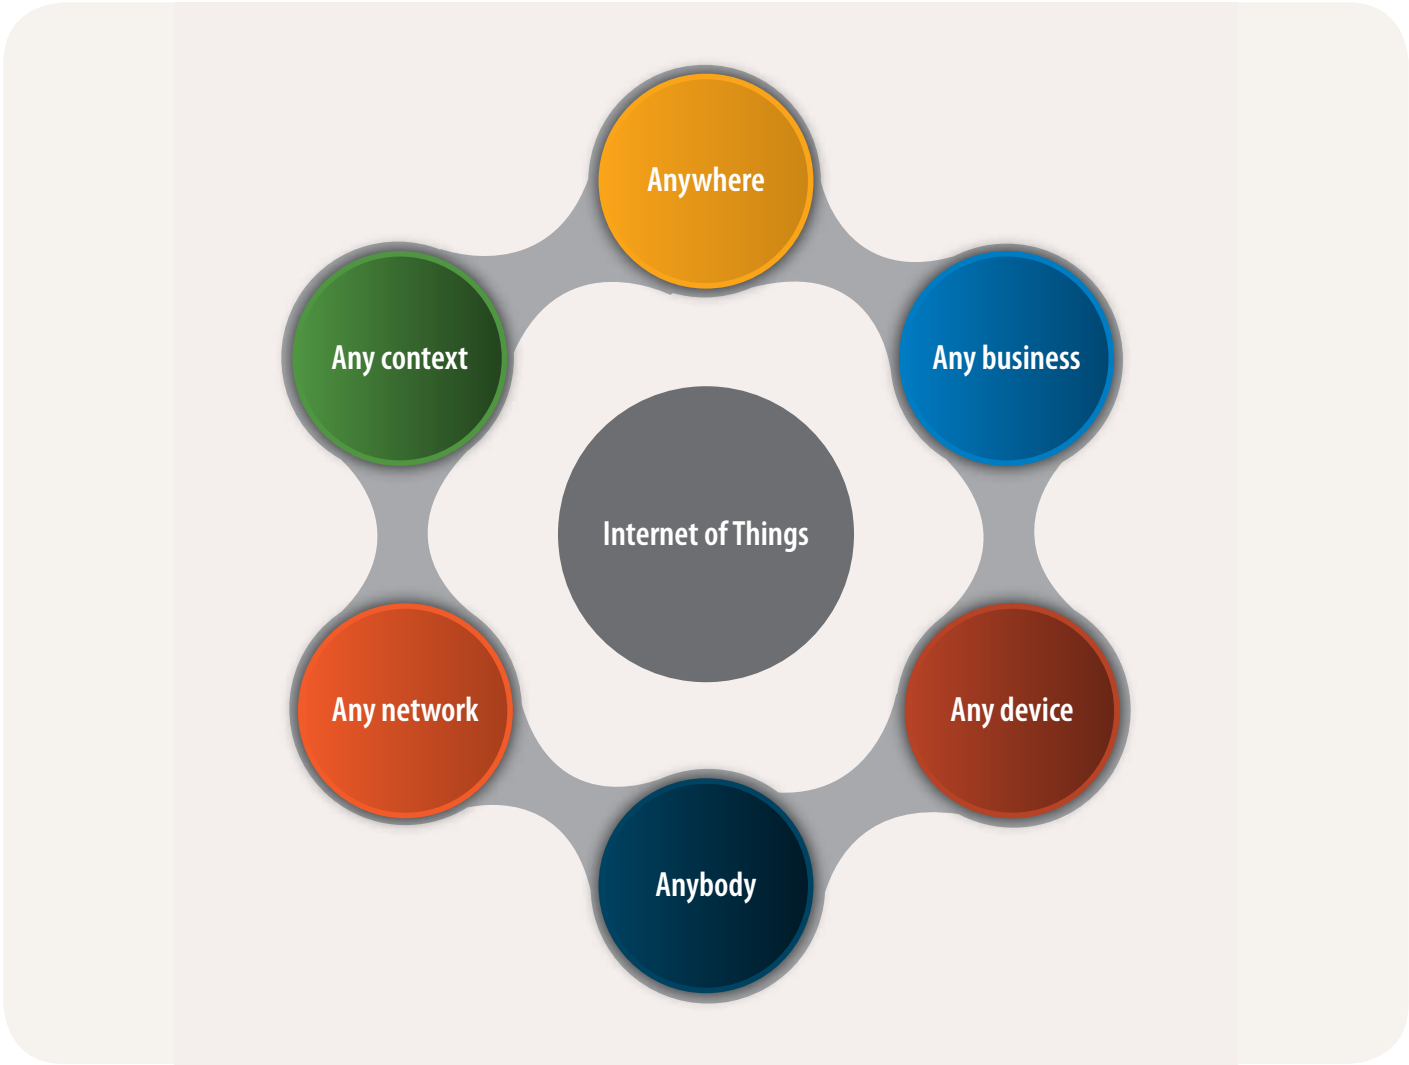 Anywhere
Any context
Any business
Internet of Things
Any network
Any device
Anybody